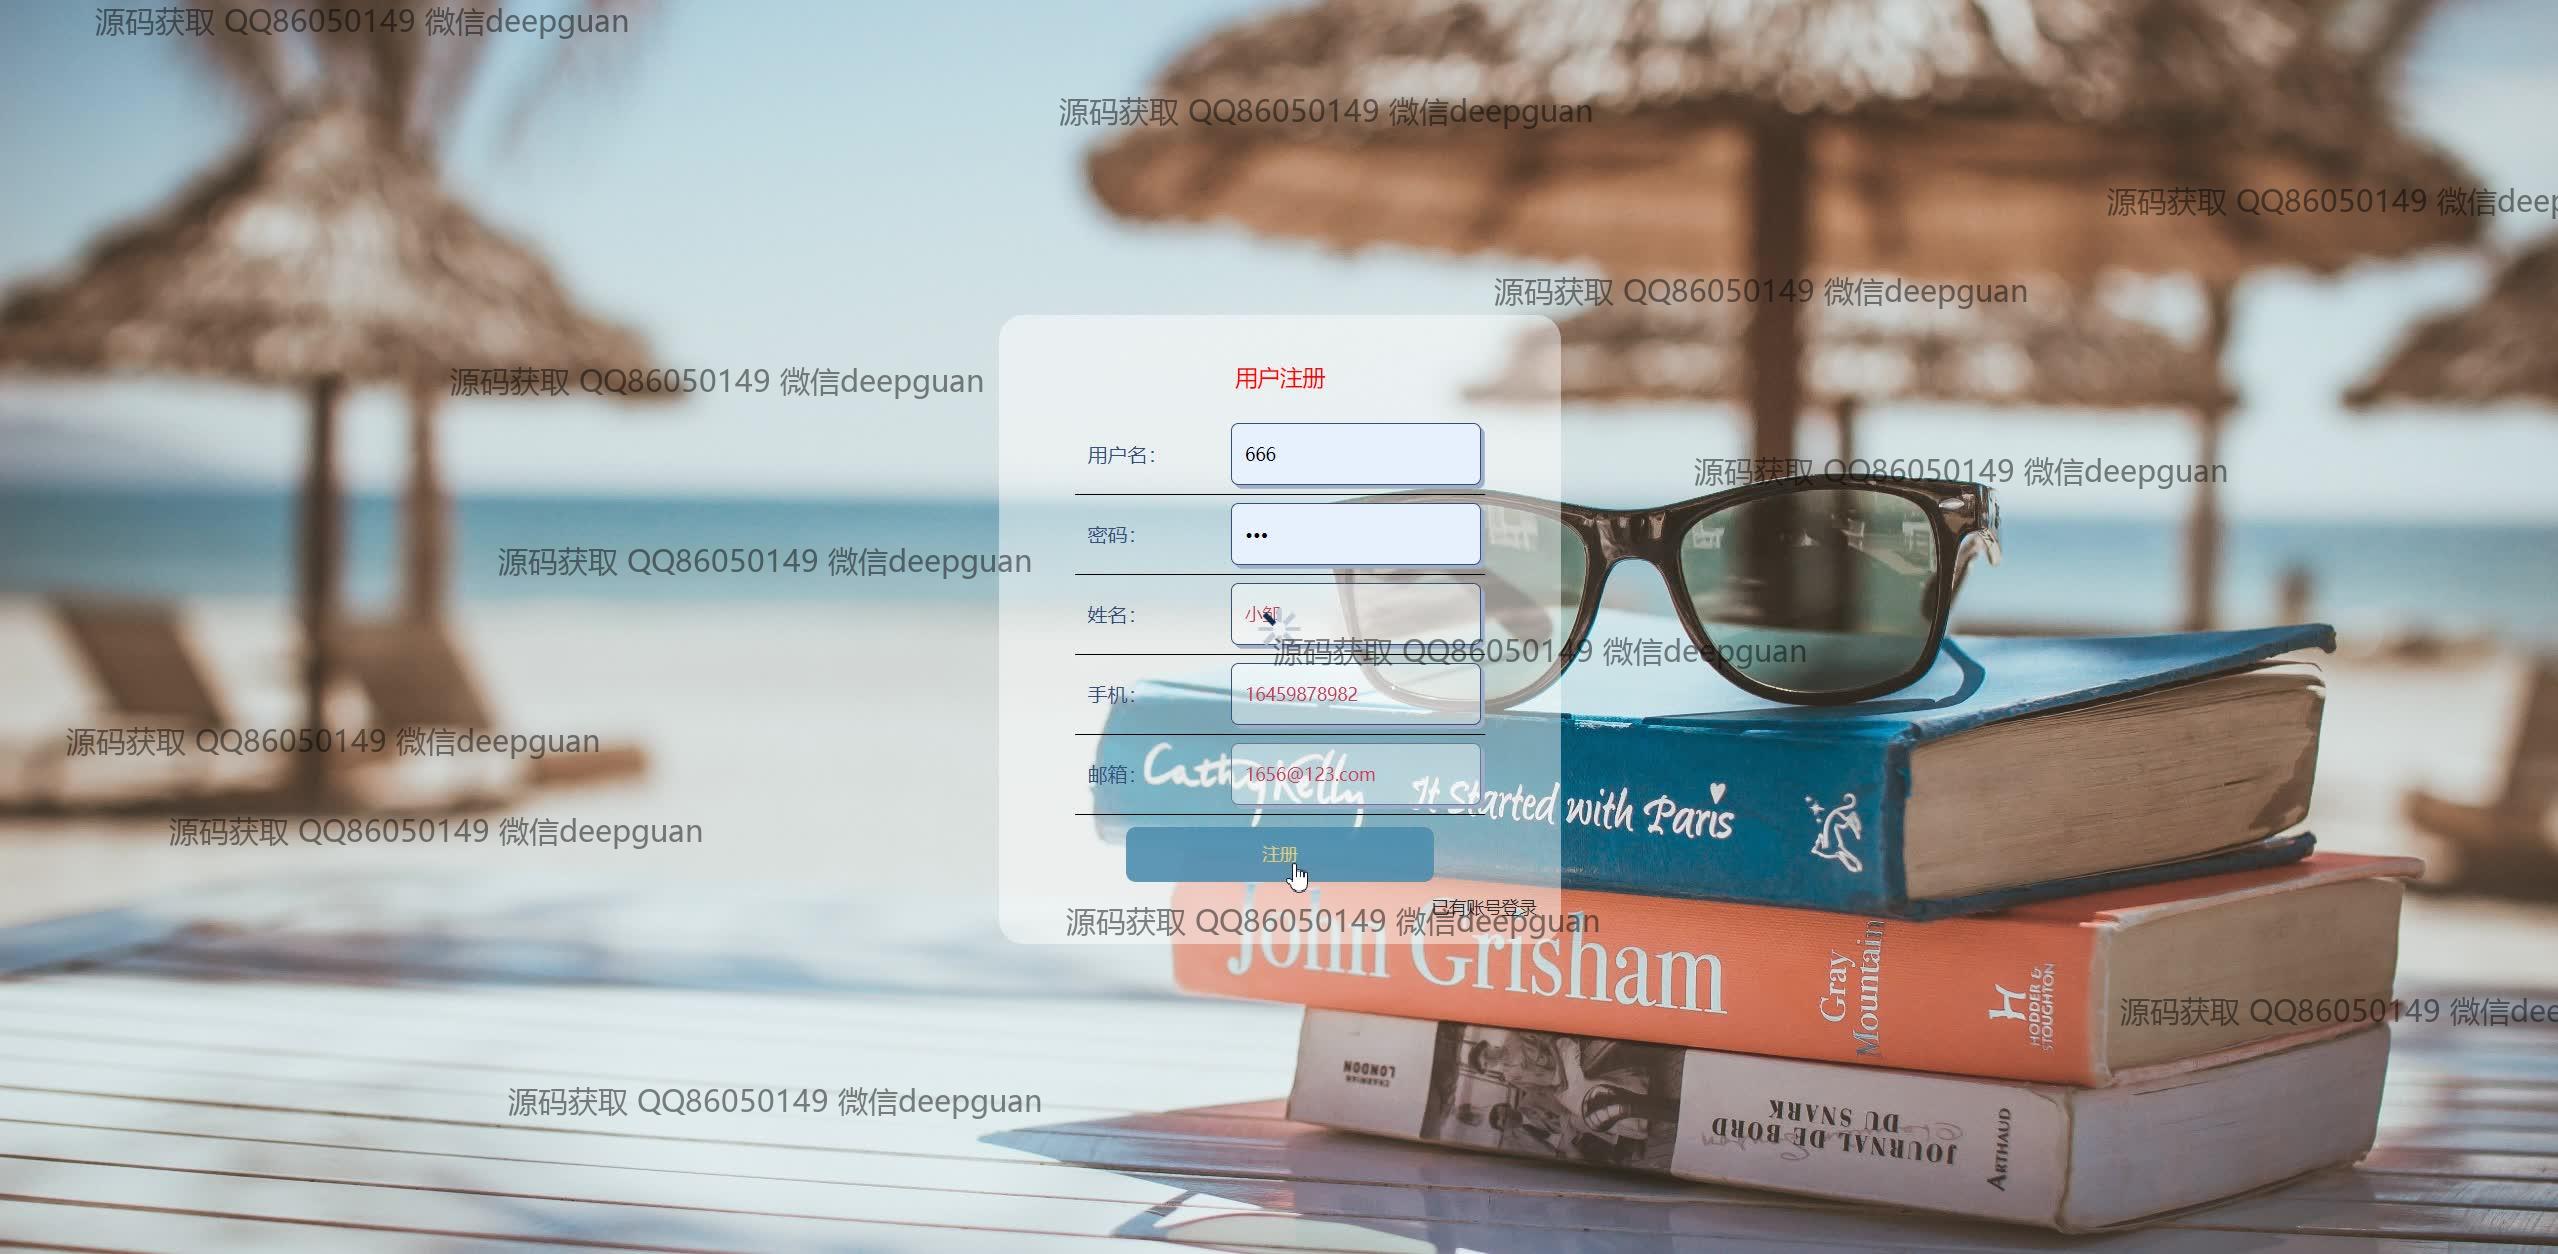 源码获取 QQ86050149 微信deepguan
源码获取 QQ86050149 微信deepguan
源码获取 QQ86050149 微信deep
源码获取 QQ86050149 微信deepguan
源码获取 QQ86050149 微信deepguan
用户注册
用户名：
666
源码获取 QQ86050149 微信deepguan
密码：
•••
源码获取 QQ86050149 微信deepguan
姓名：
小邹
源码获取 QQ86050149 微信deepguan
手机：
16459878982
源码获取 QQ86050149 微信deepguan
邮箱：
1656@123.com
Cathy Kelly It Started with Paris
源码获取 QQ86050149 微信deepguan
注册
已有账号登录
源码获取 QQ86050149 微信deepguan
John Grisham
Gray Mountain
HODDER & STOUGHTON
源码获取 QQ86050149 微信dee
LONDON
源码获取 QQ86050149 微信deepguan
JOURNAL DE BORD
DU SNARK
ARTHAUD